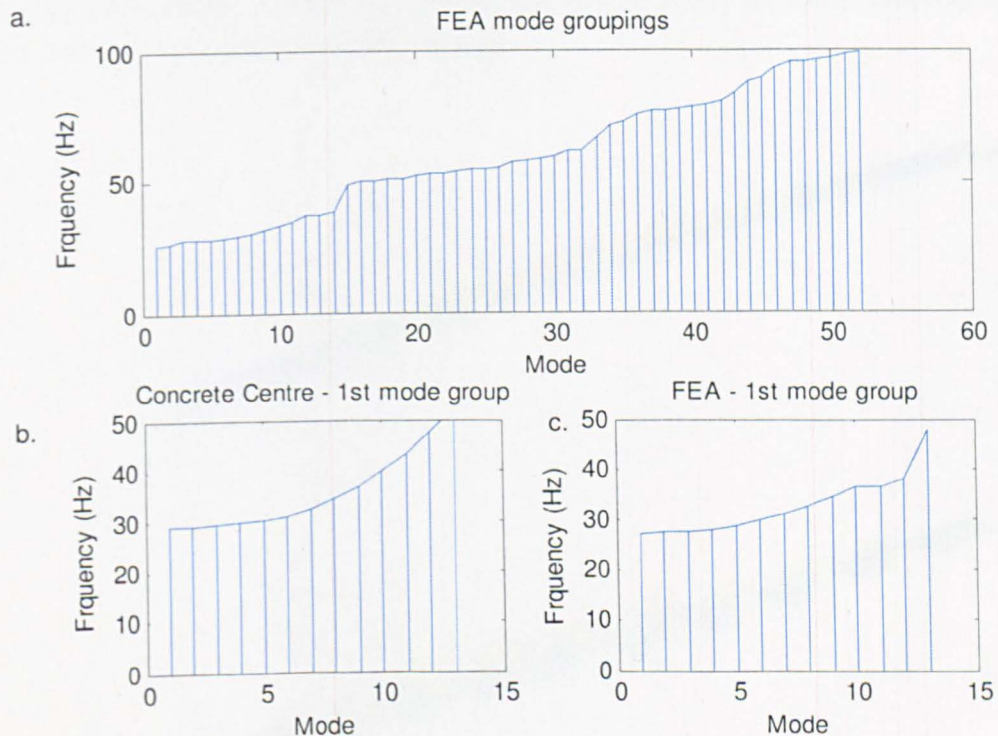 a.
FEA mode groupings
100
50
0
Frquency (Hz)
0 10 20 30 40 50 60
Mode
b.
Concrete Centre - 1st mode group
50
40
30
20
10
0
Frquency (Hz)
0 5 10 15
Mode
c.
FEA - 1st mode group
50
40
30
20
10
0
Frquency (Hz)
0 5 10 15
Mode